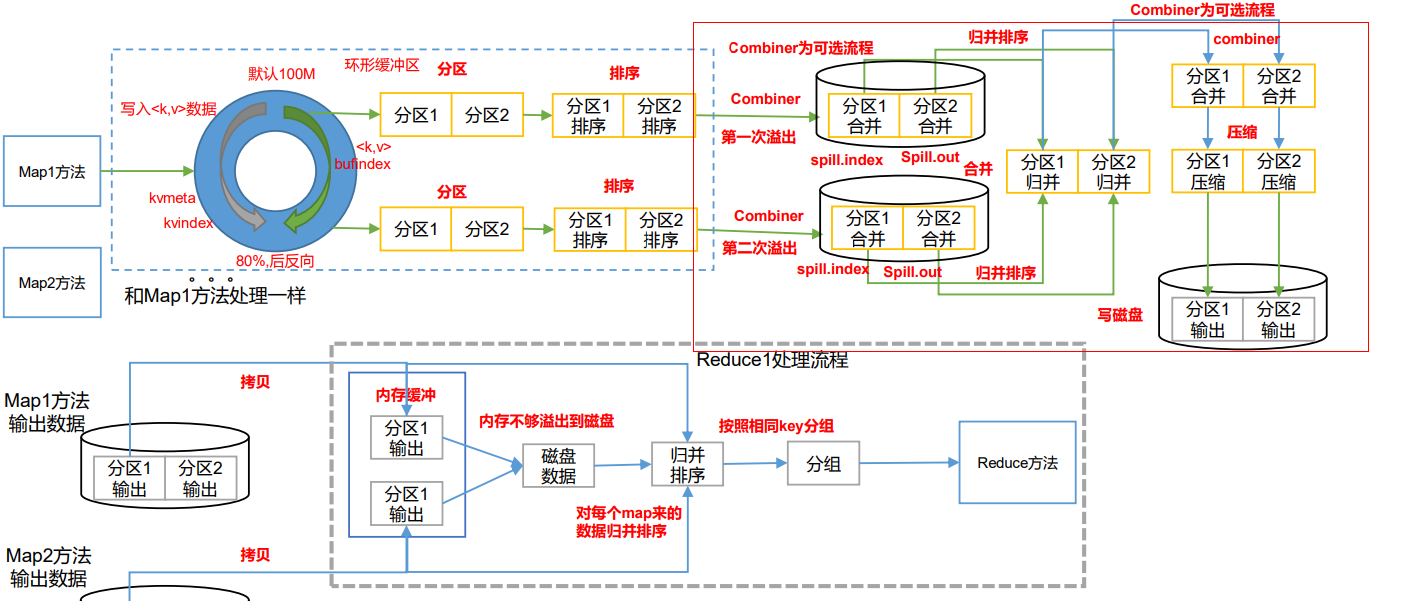 Combiner为可选流程
默认100M
环形缓冲区
分区
排序
Combiner为可选流程
归并排序
combiner
写入<k,v>数据
分区1
分区2
分区1
排序
分区2
排序
Combiner
第一次溢出
分区1
合并
分区2
合并
分区1
合并
分区2
合并
压缩
Map1方法
<k,v>
bufindex
spill.index
Spill.out
合并
分区1
归并
分区2
归并
分区1
压缩
分区2
压缩
kvmeta
kvindex
分区
排序
分区1
分区2
分区1
排序
分区2
排序
Combiner
第二次溢出
分区1
合并
分区2
合并
80%,后反向
spill.index
Spill.out
归并排序
Map2方法
。。。
和Map1方法处理一样
写磁盘
分区1
输出
分区2
输出
Reduce1处理流程
Map1方法
输出数据
拷贝
内存缓冲
分区1
输出
内存不够溢出到磁盘
按照相同key分组
分区1
输出
分区2
输出
磁盘
数据
归并
排序
分组
Reduce方法
分区1
输出
对每个map来的
数据归并排序
Map2方法
输出数据
拷贝